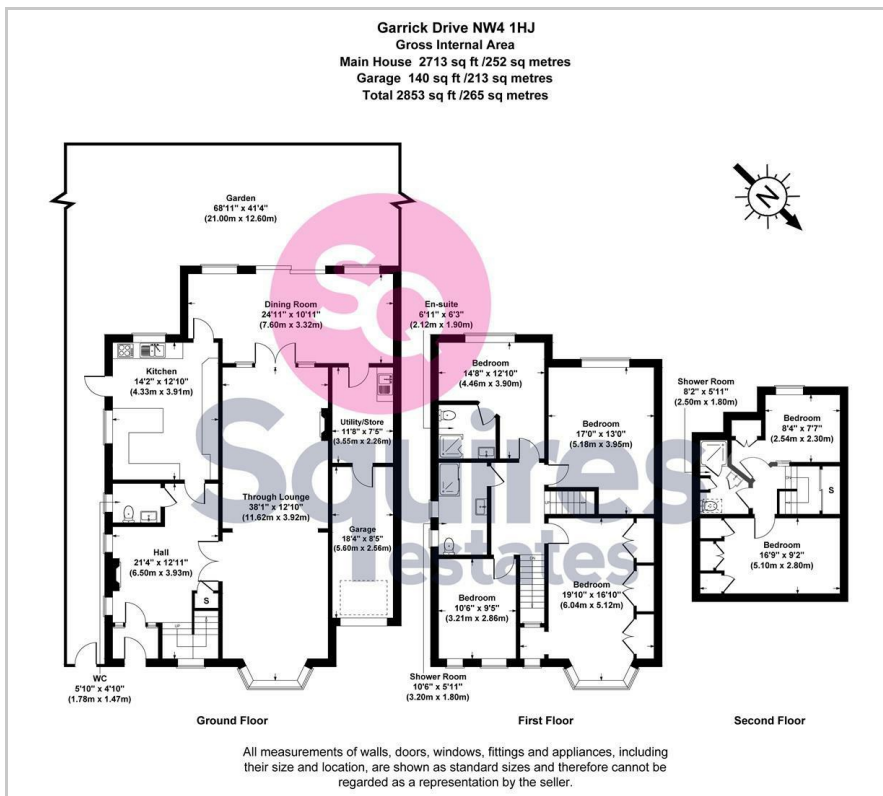 Garrick Drive NW4 1HJ
Gross Internal Area
Main House 2713 sq ft /252 sq metres
Garage 140 sq ft /213 sq metres
Total 2853 sq ft /265 sq metres
N
Garden
68'11" x 41'4"
(21.00m x 12.60m)
SQ
Squires
estates
Dining Room
24'11" x 10'11"
(7.60m x 3.32m)
Kitchen
14'2" x 12'10"
(4.33m x 3.91m)
Utility/Store
11'8" x 7'5"
(3.55m x 2.26m)
Through Lounge
38'1" x 12'10"
(11.62m x 3.92m)
Garage
18'4" x 8'5"
(5.60m x 2.56m)
Hall
21'4" x 12'11"
(6.50m x 3.93m)
S
UP
WC
5'10" x 4'10"
(1.78m x 1.47m)
Ground Floor
En-suite
6'11" x 6'3"
(2.12m x 1.90m)
Bedroom
14'8" x 12'10"
(4.46m x 3.90m)
Bedroom
17'0" x 13'0"
(5.18m x 3.95m)
Bedroom
19'10" x 16'10"
(6.04m x 5.12m)
Bedroom
10'6" x 9'5"
(3.21m x 2.86m)
Shower Room
10'6" x 5'11"
(3.20m x 1.80m)
First Floor
Shower Room
8'2" x 5'11"
(2.50m x 1.80m)
Bedroom
8'4" x 7'7"
(2.54m x 2.30m)
S
Bedroom
16'9" x 9'2"
(5.10m x 2.80m)
Second Floor
All measurements of walls, doors, windows, fittings and appliances, including
their size and location, are shown as standard sizes and therefore cannot be
regarded as a representation by the seller.